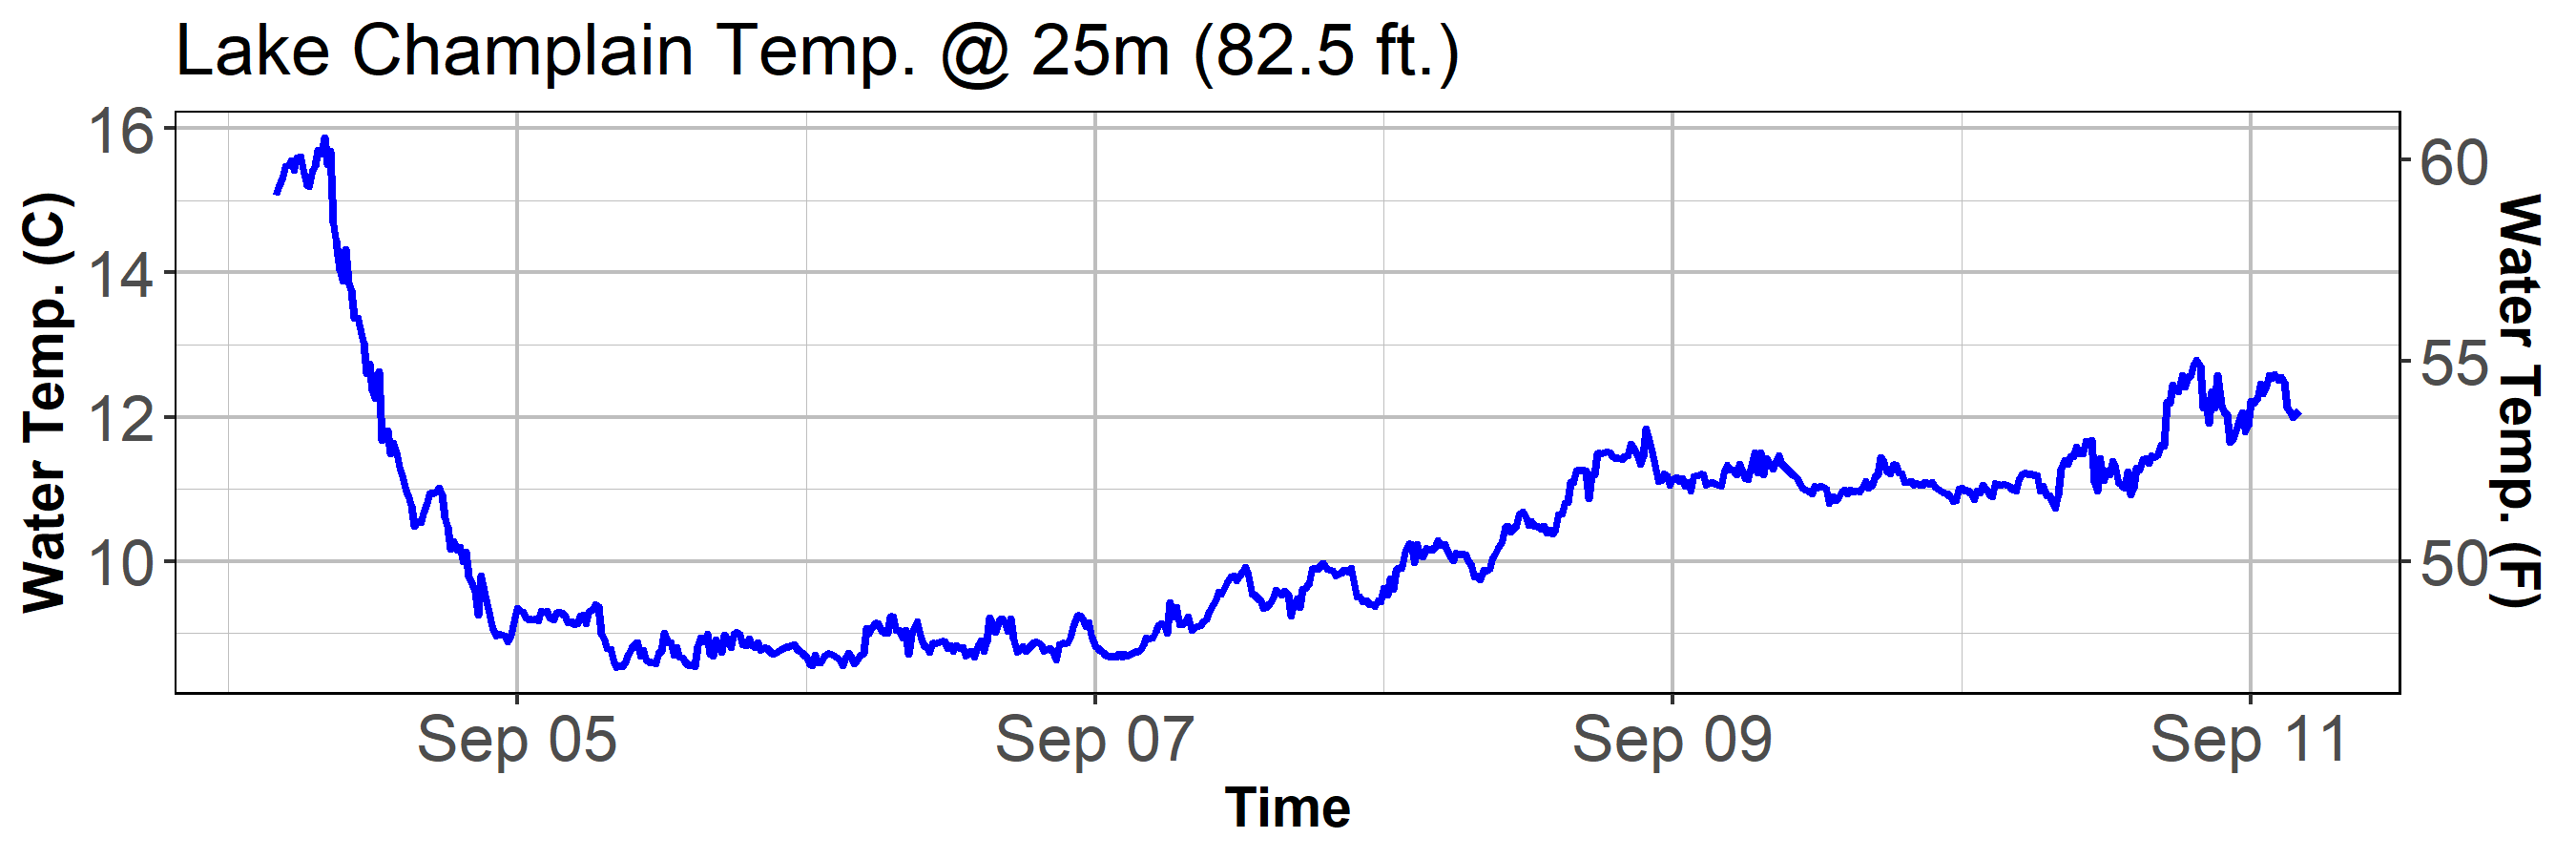 Lake Champlain Temp. @ 25m (82.5 ft.)
Water Temp. (C)
16
14
12
10
60
55
50
Water Temp. (F)
Sep 05
Sep 07
Sep 09
Sep 11
Time